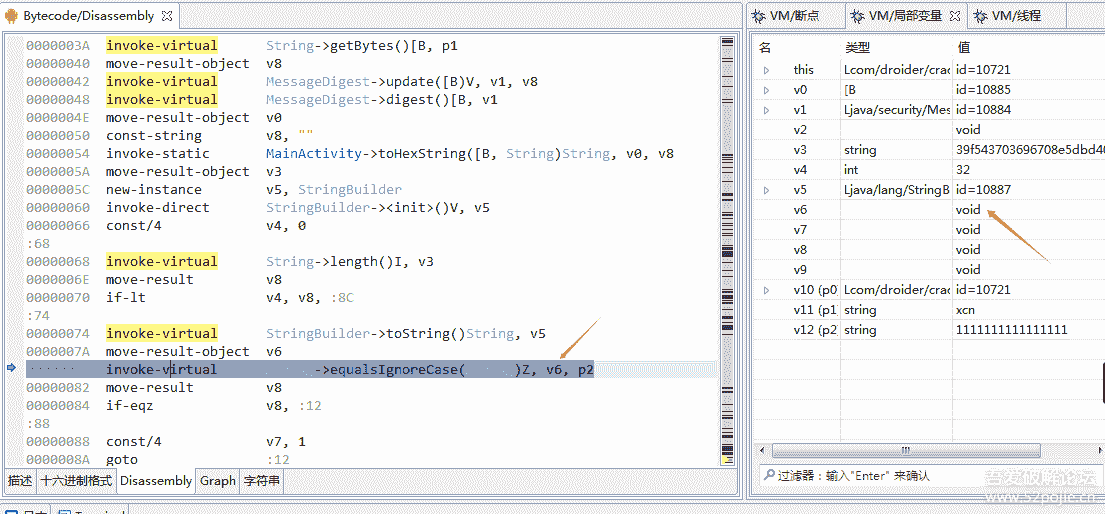 Bytecode/Disassembly
0000003A invoke-virtual String->getBytes()[B, p1
00000040 move-result-object v8
00000042 invoke-virtual MessageDigest->update([B)V, v1, v8
00000048 invoke-virtual MessageDigest->digest()[B, v1
0000004E move-result-object v0
00000050 const-string v8, ""
00000054 invoke-static MainActivity->toHexString([B, String)String, v0, v8
0000005A move-result-object v3
0000005C new-instance v5, StringBuilder
00000060 invoke-direct StringBuilder-><init>()V, v5
00000066 const/4 v4, 0
:68
00000068 invoke-virtual String->length()I, v3
0000006E move-result v8
00000070 if-lt v4, v8, :8C
:74
00000074 invoke-virtual StringBuilder->toString()String, v5
0000007A move-result-object v6
invoke-virtual ->equalsIgnoreCase( )Z, v6, p2
00000082 move-result v8
00000084 if-eqz v8, :12
:88
00000088 const/4 v7, 1
0000008A goto :12
描述 十六进制格式 Disassembly Graph 字符串
VM/断点 VM/局部变量 VM/线程
名 类型 值
this Lcom/droider/crac id=10721
v0 [B id=10885
v1 Ljava/security/Mes id=10884
v2 void
v3 string 39f543703696708e5dbd4
v4 int 32
v5 Ljava/lang/StringB id=10887
v6 void
v7 void
v8 void
v9 void
v10 (p0) Lcom/droider/crac id=10721
v11 (p1) string xcn
v12 (p2) string 1111111111111111
过滤器：输入"Enter" 来确认
吾爱破解论坛
www.52pojie.cn